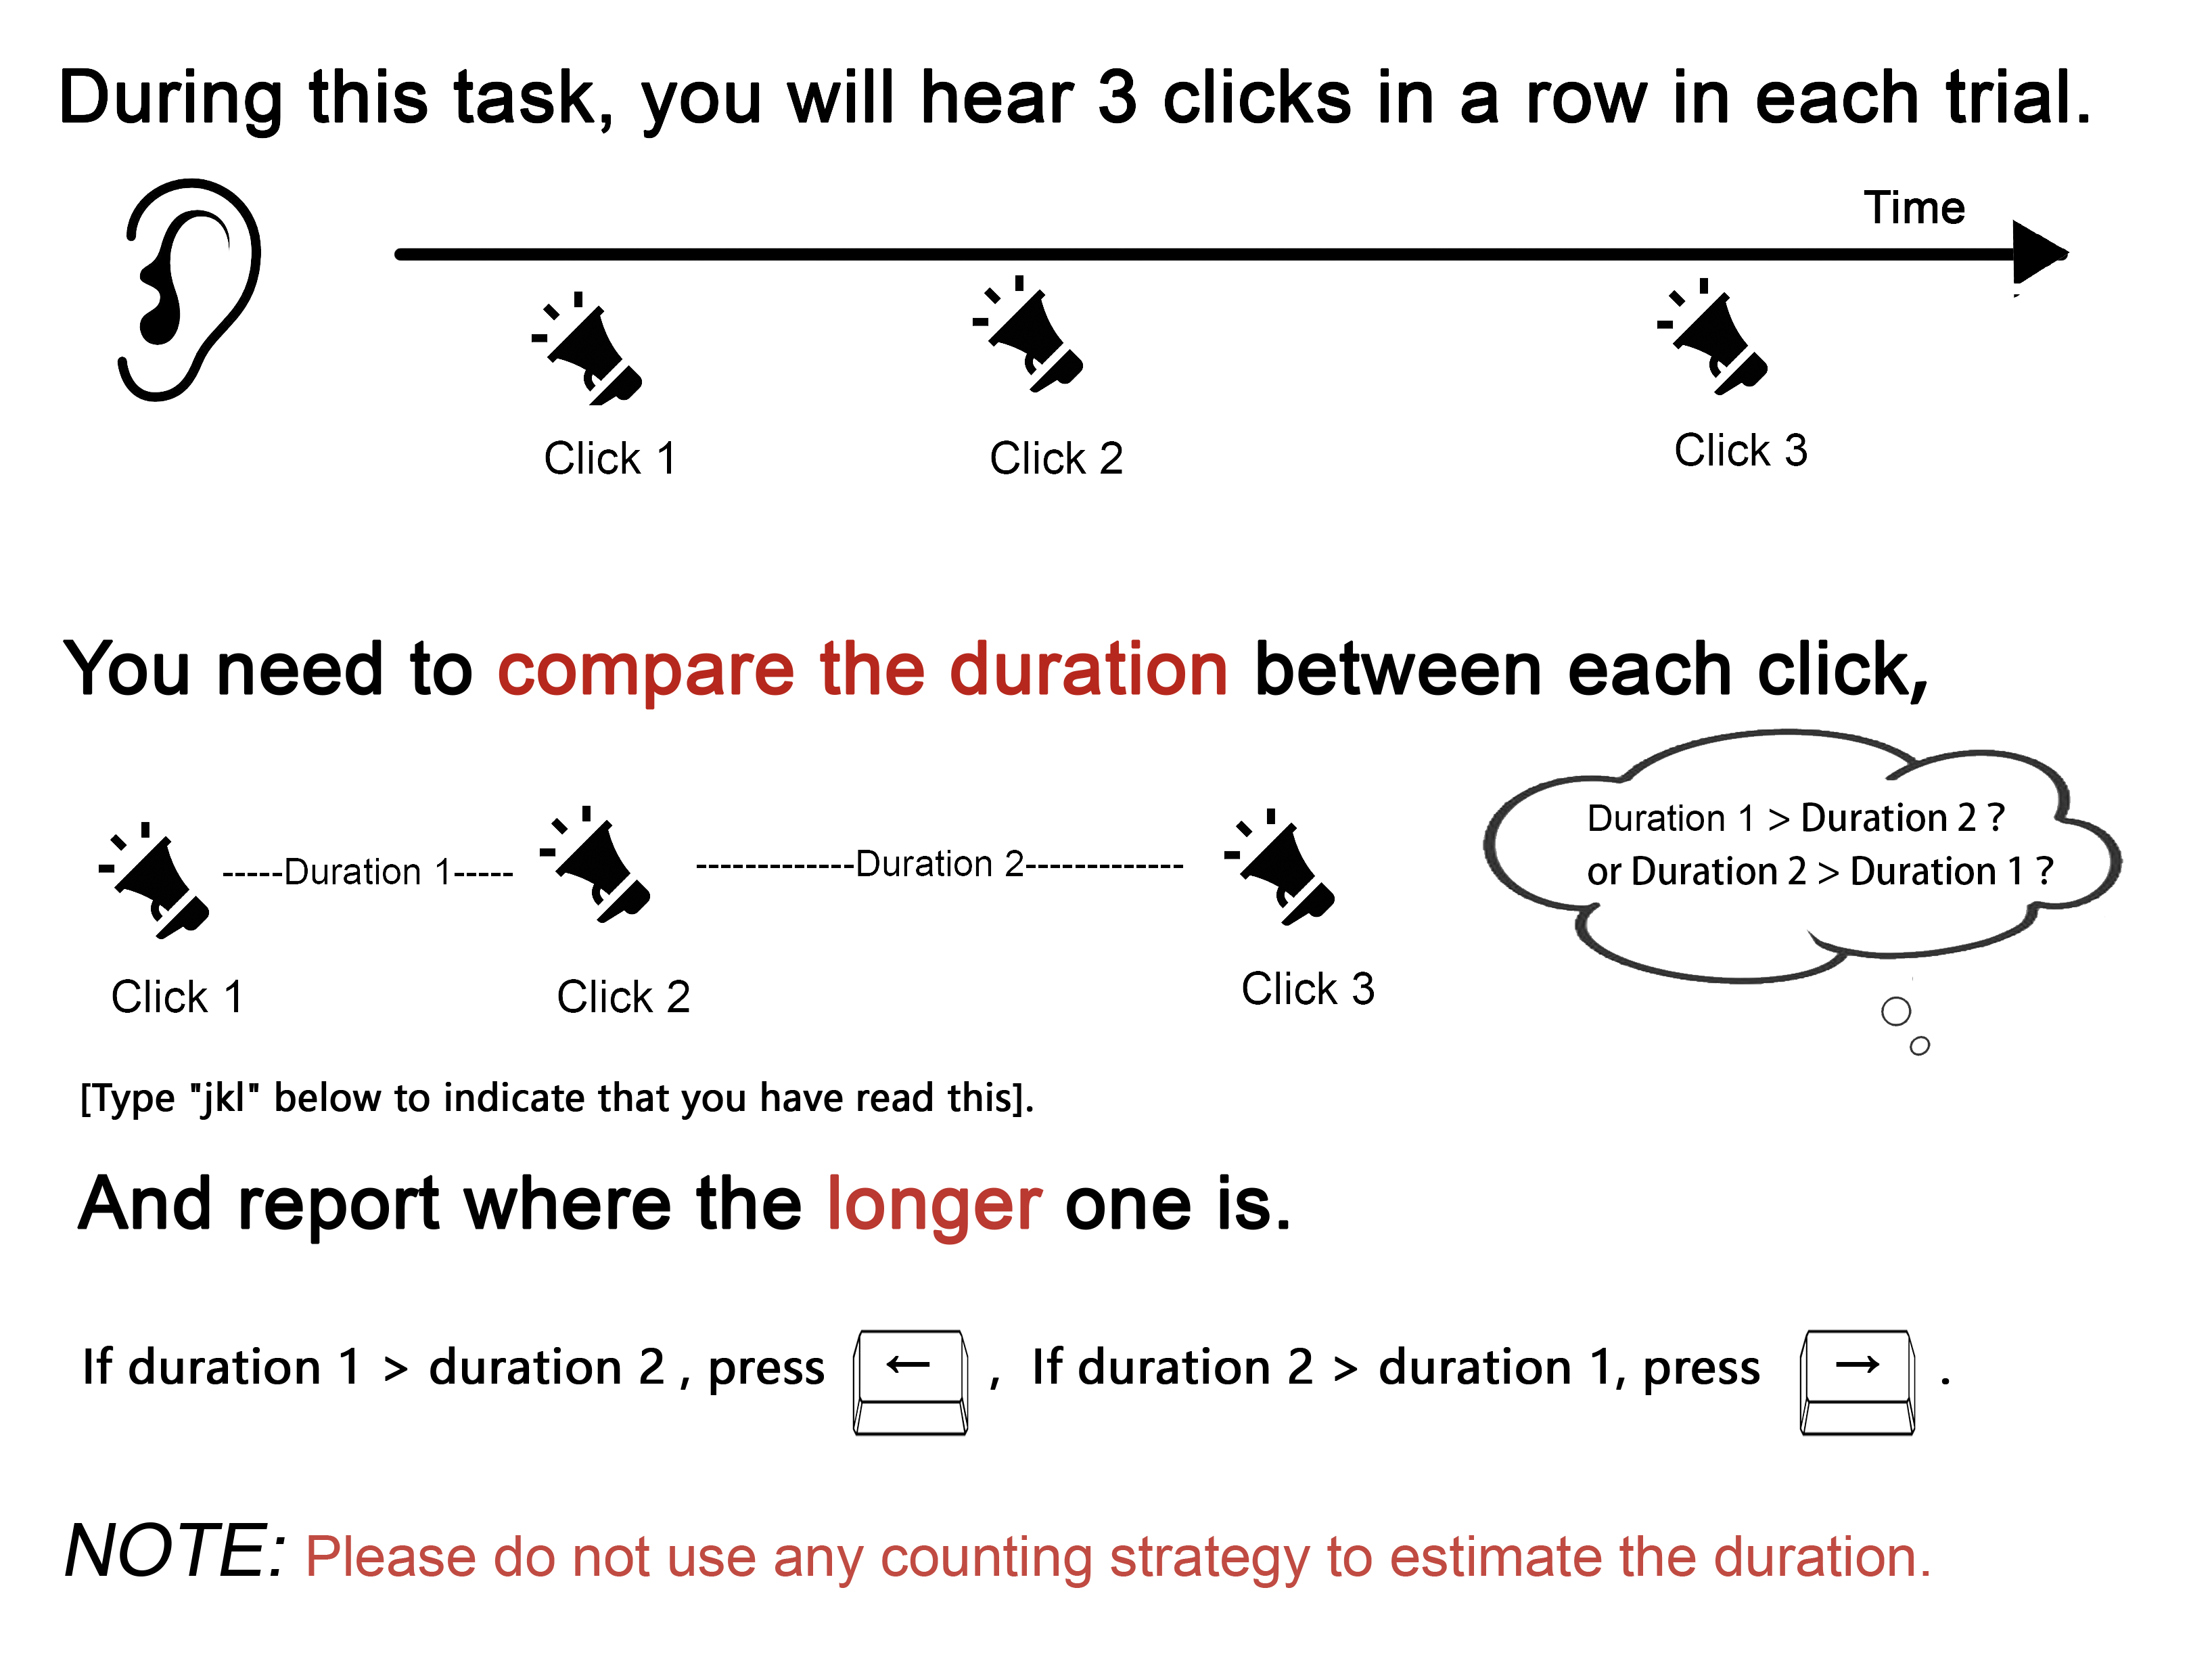 During this task, you will hear 3 clicks in a row in each trial.
Time
Click 1
Click 2
Click 3
You need to compare the duration between each click,
-----Duration 1-----
-------------Duration 2-------------
Duration 1 > Duration 2 ?
or Duration 2 > Duration 1 ?
Click 1
Click 2
Click 3
[Type "jkl" below to indicate that you have read this].
And report where the longer one is.
If duration 1 > duration 2 , press ← , If duration 2 > duration 1, press → .
NOTE: Please do not use any counting strategy to estimate the duration.